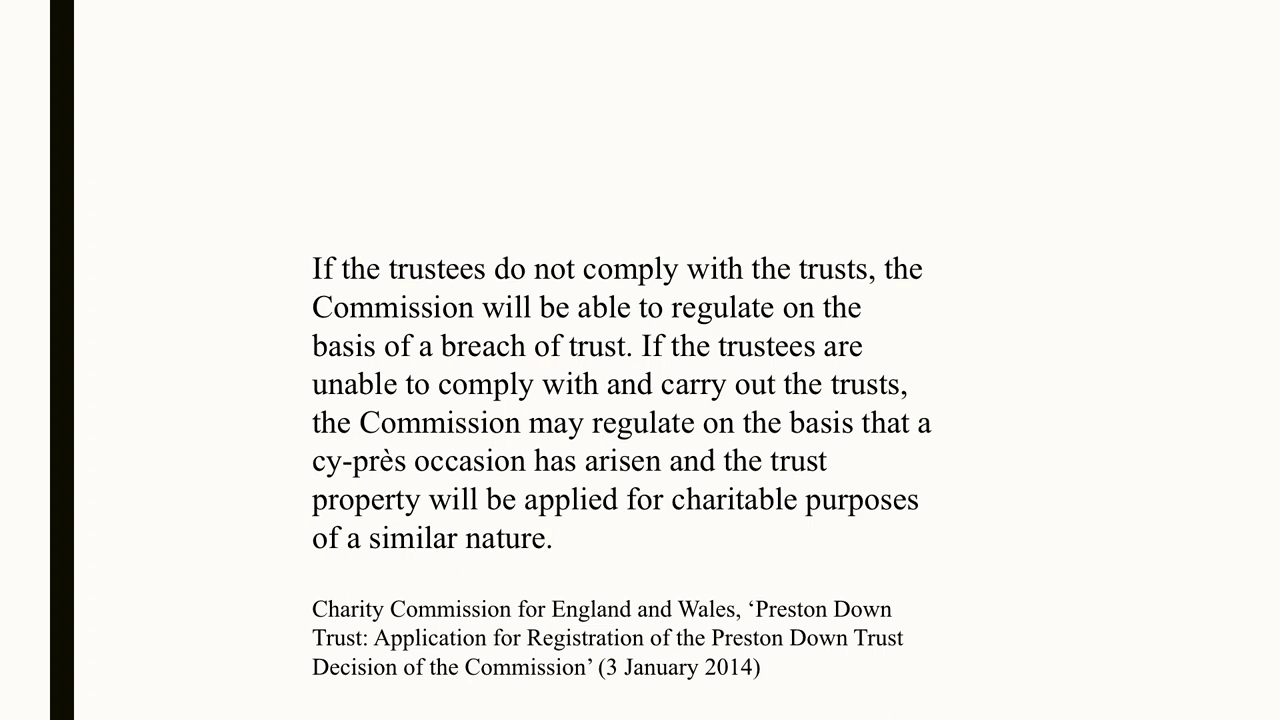 If the trustees do not comply with the trusts, the
Commission will be able to regulate on the
basis of a breach of trust. If the trustees are
unable to comply with and carry out the trusts,
the Commission may regulate on the basis that a
cy-près occasion has arisen and the trust
property will be applied for charitable purposes
of a similar nature.
Charity Commission for England and Wales, ‘Preston Down
Trust: Application for Registration of the Preston Down Trust
Decision of the Commission’ (3 January 2014)